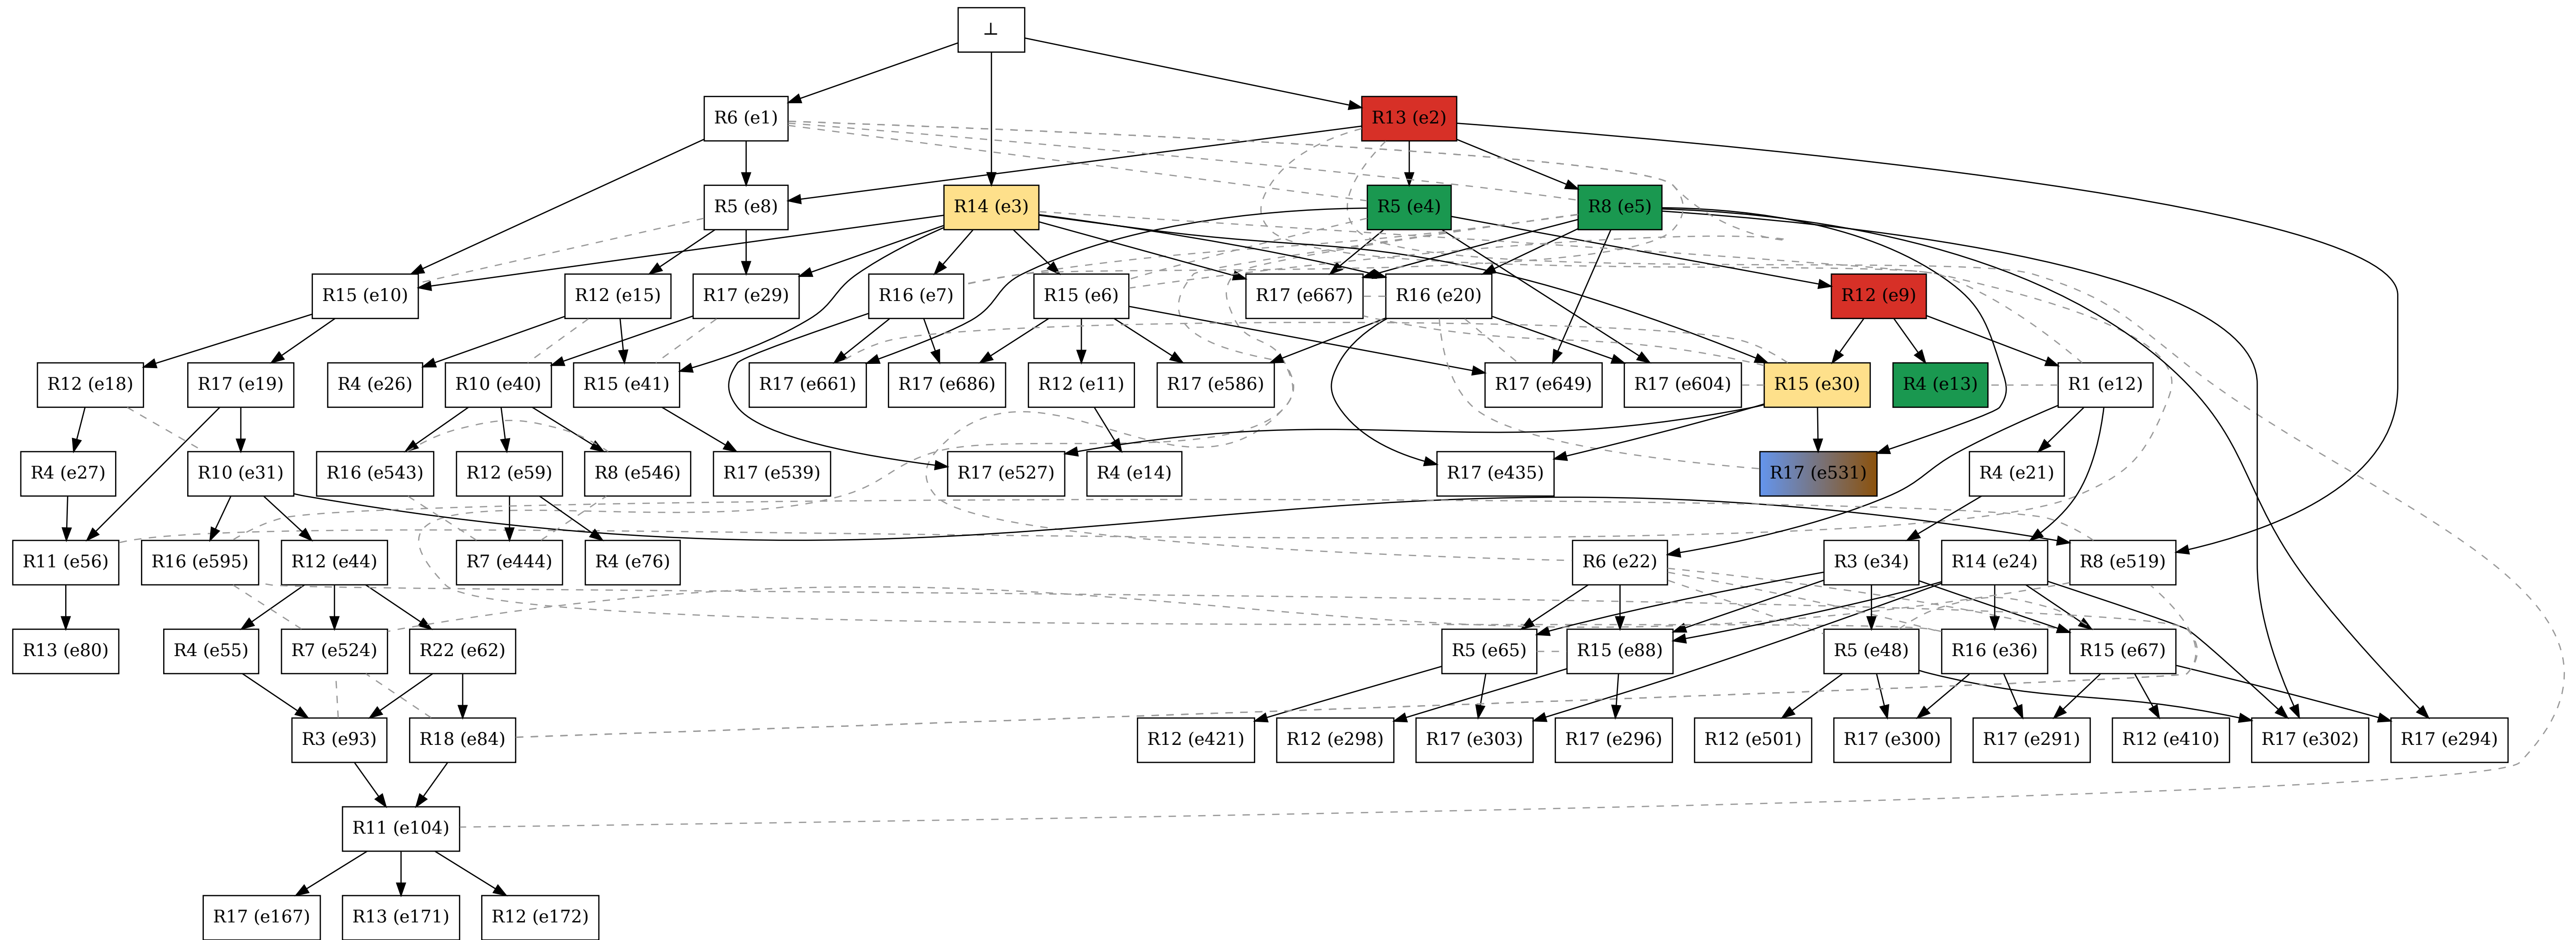 ⊥
R6 (e1)
R13 (e2)
R5 (e8)
R14 (e3)
R5 (e4)
R8 (e5)
R15 (e10)
R12 (e15)
R17 (e29)
R16 (e7)
R15 (e6)
R17 (e667)
R16 (e20)
R12 (e9)
R12 (e18)
R17 (e19)
R4 (e26)
R10 (e40)
R15 (e41)
R17 (e661)
R17 (e686)
R12 (e11)
R17 (e586)
R17 (e649)
R17 (e604)
R15 (e30)
R4 (e13)
R1 (e12)
R4 (e27)
R10 (e31)
R16 (e543)
R12 (e59)
R8 (e546)
R17 (e539)
R17 (e527)
R4 (e14)
R17 (e435)
R17 (e531)
R4 (e21)
R11 (e56)
R16 (e595)
R12 (e44)
R7 (e444)
R4 (e76)
R6 (e22)
R3 (e34)
R14 (e24)
R8 (e519)
R13 (e80)
R4 (e55)
R7 (e524)
R22 (e62)
R5 (e65)
R15 (e88)
R5 (e48)
R16 (e36)
R15 (e67)
R3 (e93)
R18 (e84)
R12 (e421)
R12 (e298)
R17 (e303)
R17 (e296)
R12 (e501)
R17 (e300)
R17 (e291)
R12 (e410)
R17 (e302)
R17 (e294)
R11 (e104)
R17 (e167)
R13 (e171)
R12 (e172)